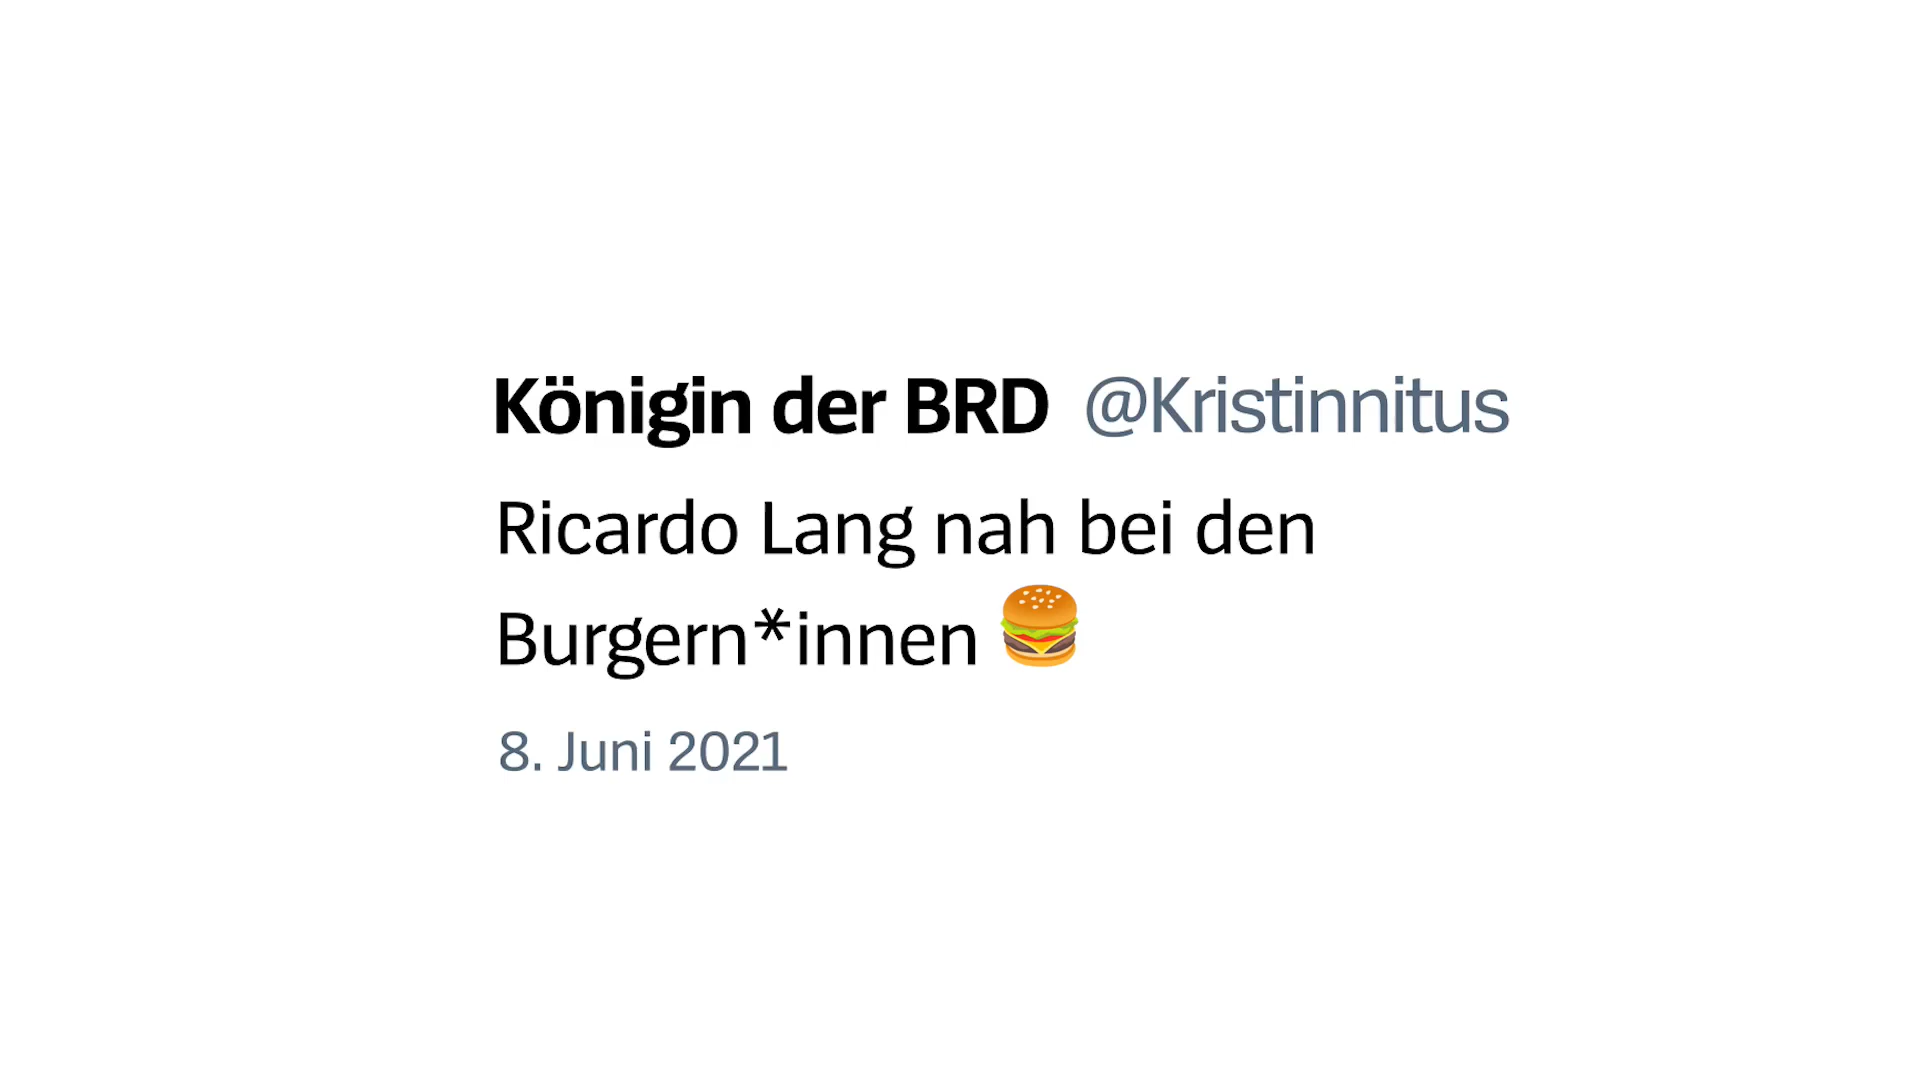 Königin der BRD @Kristinnitus
Ricardo Lang nah bei den
Burgern*innen 🍔
8. Juni 2021